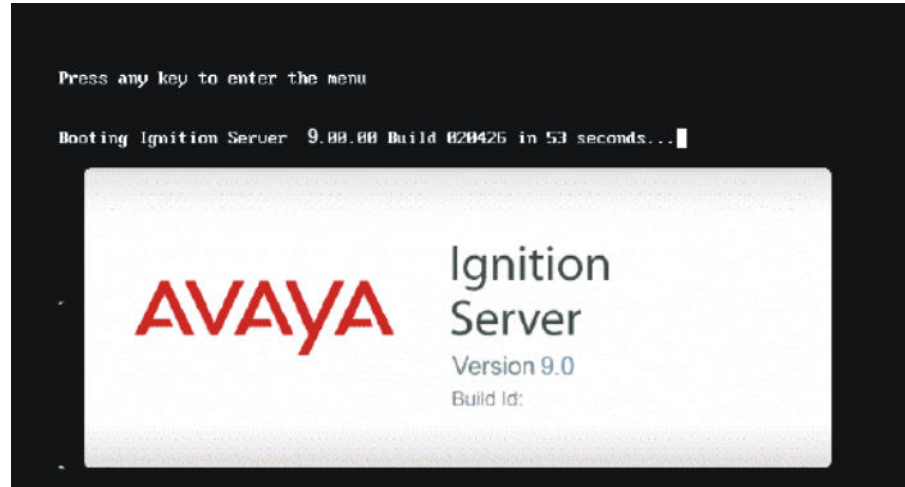 Press any key to enter the menu
Booting Ignition Server 9.00.00 Build 020426 in 53 seconds...
AVAYA
Ignition
Server
Version 9.0
Build Id: